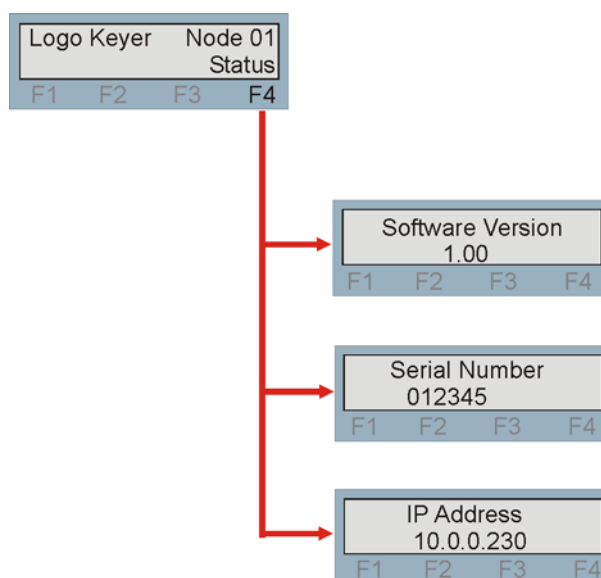 Logo Keyer Node 01
Status
F1 F2 F3 F4
Software Version
1.00
F1 F2 F3 F4
Serial Number
012345
F1 F2 F3 F4
IP Address
10.0.0.230
F1 F2 F3 F4